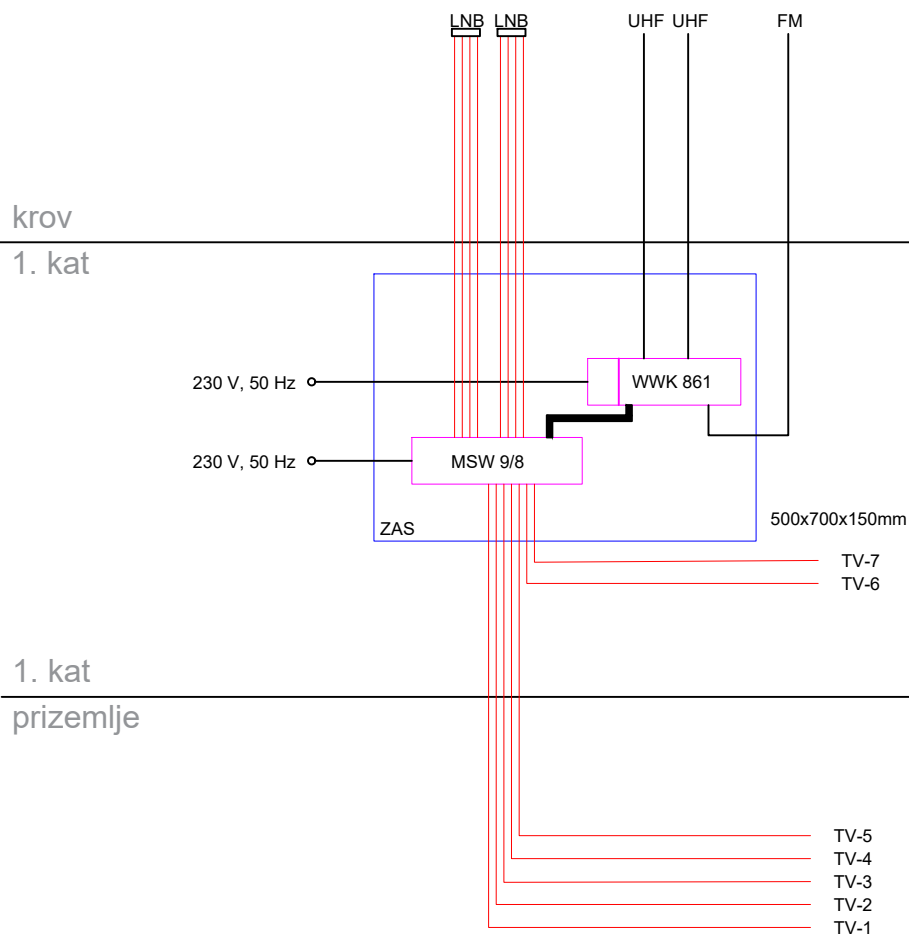 LNB LNB UHF UHF FM
krov
1. kat
230 V, 50 Hz WWK 861
230 V, 50 Hz MSW 9/8
ZAS 500x700x150mm
TV-7
TV-6
1. kat
prizemlje
TV-5
TV-4
TV-3
TV-2
TV-1